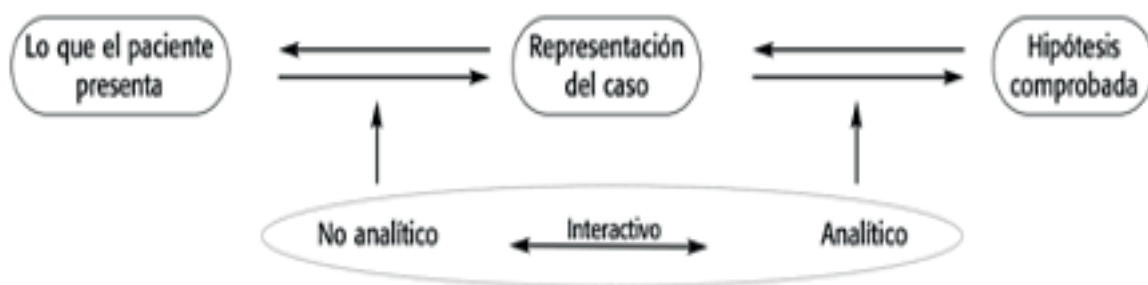 Lo que el paciente
presenta
Representación
del caso
Hipótesis
comprobada
No analítico
Interactivo
Analítico